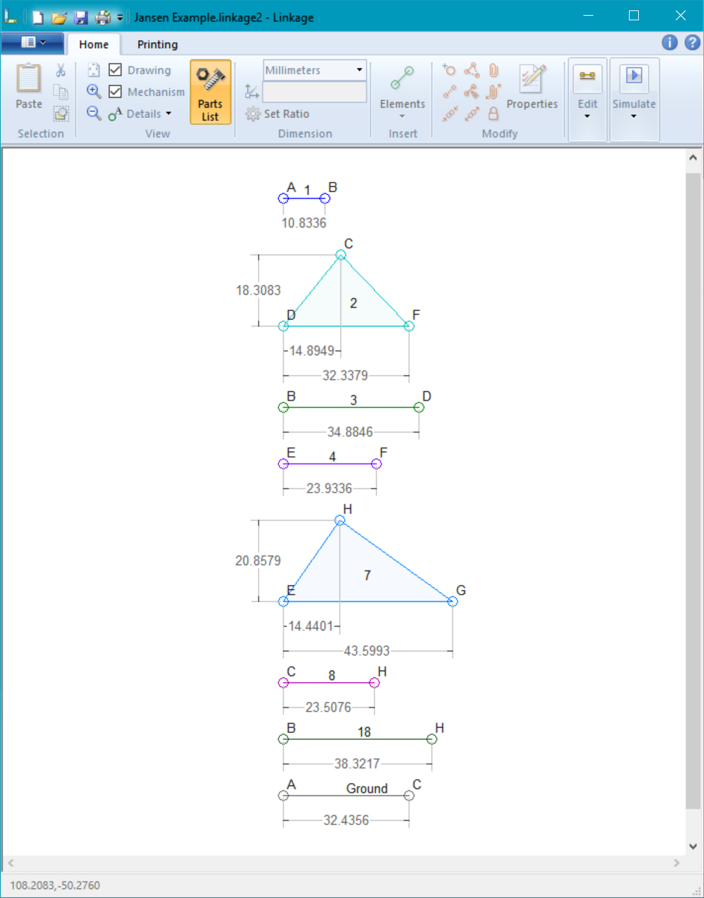 Jansen Example.linkage2 - Linkage
Home Printing
Paste
Drawing
Mechanism
Details
Parts
List
Millimeters
Set Ratio
Elements
Properties
Edit
Simulate
Selection View Dimension Insert Modify
A 1 B
10.8336
C
18.3083
2
D F
14.8949
32.3379
B 3 D
34.8846
E 4 F
23.9336
H
20.8579
7
E G
14.4401
43.5993
C 8 H
23.5076
B 18 H
38.3217
A Ground C
32.4356
108.2083,-50.2760